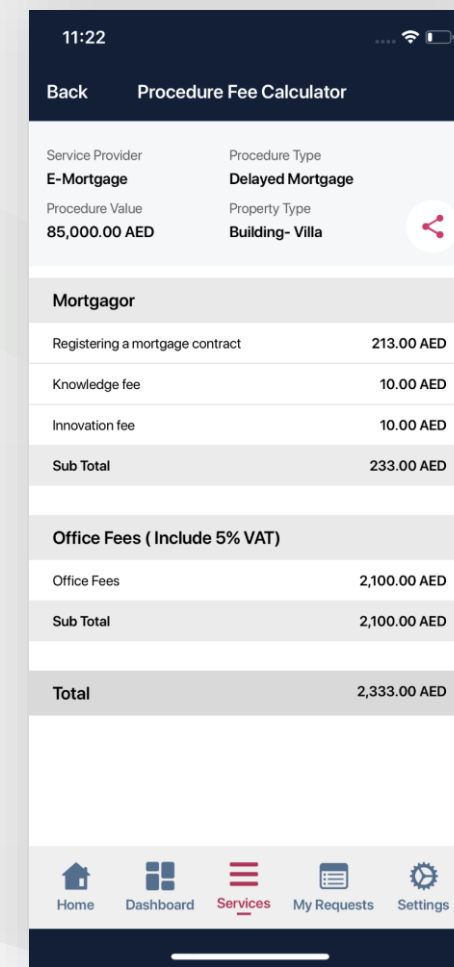 11:22
Back Procedure Fee Calculator
Service Provider Procedure Type
E-Mortgage Delayed Mortgage
Procedure Value Property Type
85,000.00 AED Building- Villa
Mortgagor
Registering a mortgage contract 213.00 AED
Knowledge fee 10.00 AED
Innovation fee 10.00 AED
Sub Total 233.00 AED
Office Fees ( Include 5% VAT)
Office Fees 2,100.00 AED
Sub Total 2,100.00 AED
Total 2,333.00 AED
Home Dashboard Services My Requests Settings